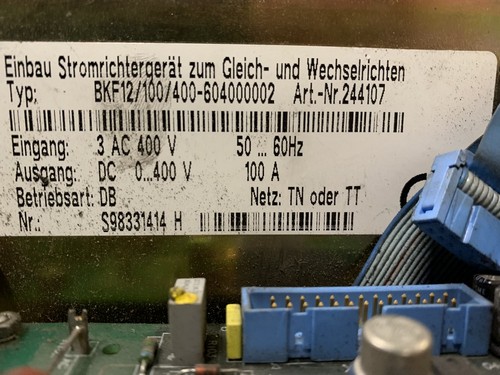 Einbau Stromrichtergerät zum Gleich- und Wechselrichten
Typ: BKF12/100/400-604000002 Art.-Nr.244107
Eingang: 3 AC 400 V 50 ... 60Hz
Ausgang: DC 0...400 V 100 A
Betriebsart: DB Netz: TN oder TT
Nr.: S98331414 H